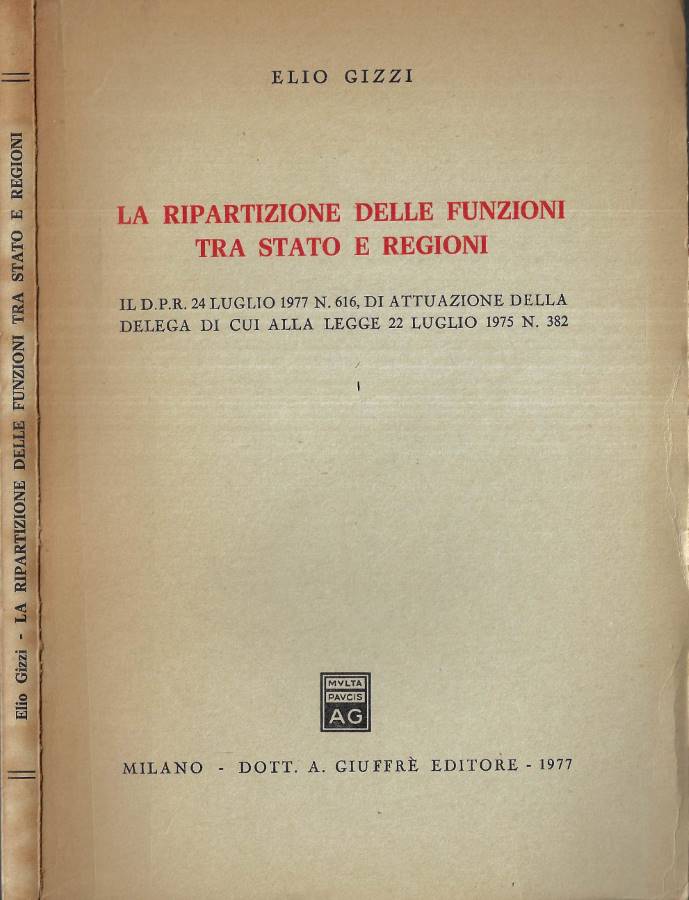 Elio Gizzi - LA RIPARTIZIONE DELLE FUNZIONI TRA STATO E REGIONI
ELIO GIZZI
LA RIPARTIZIONE DELLE FUNZIONI
TRA STATO E REGIONI
IL D.P.R. 24 LUGLIO 1977 N. 616, DI ATTUAZIONE DELLA
DELEGA DI CUI ALLA LEGGE 22 LUGLIO 1975 N. 382
MVLTA
PAVCIS
AG
MILANO - DOTT. A. GIUFFRÈ EDITORE - 1977